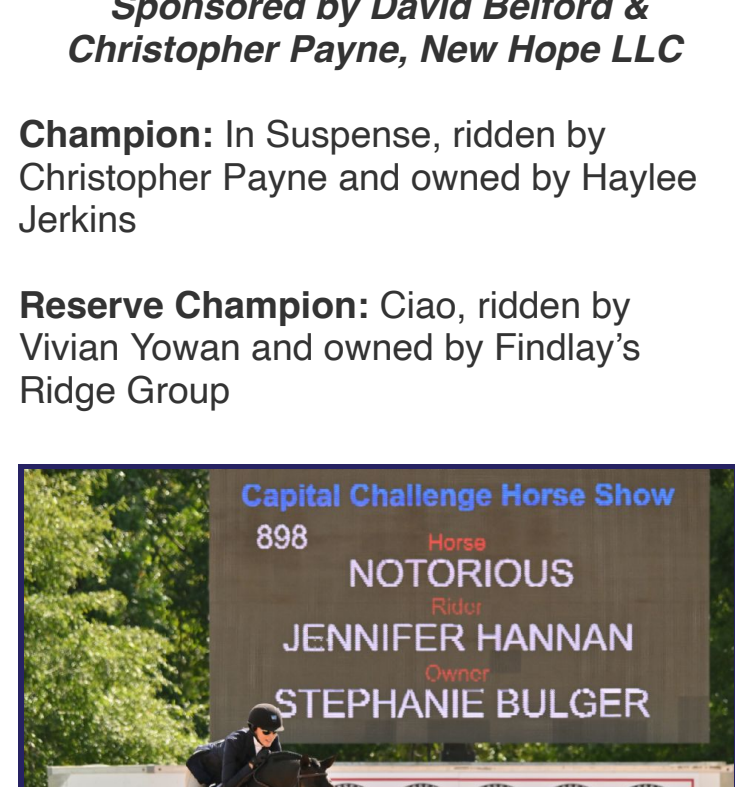 Sponsored by David Belford &
Christopher Payne, New Hope LLC
Champion: In Suspense, ridden by
Christopher Payne and owned by Haylee
Jerkins
Reserve Champion: Ciao, ridden by
Vivian Yowan and owned by Findlay’s
Ridge Group
Capital Challenge Horse Show
898
Horse
NOTORIOUS
Rider
JENNIFER HANNAN
Owner
STEPHANIE BULGER